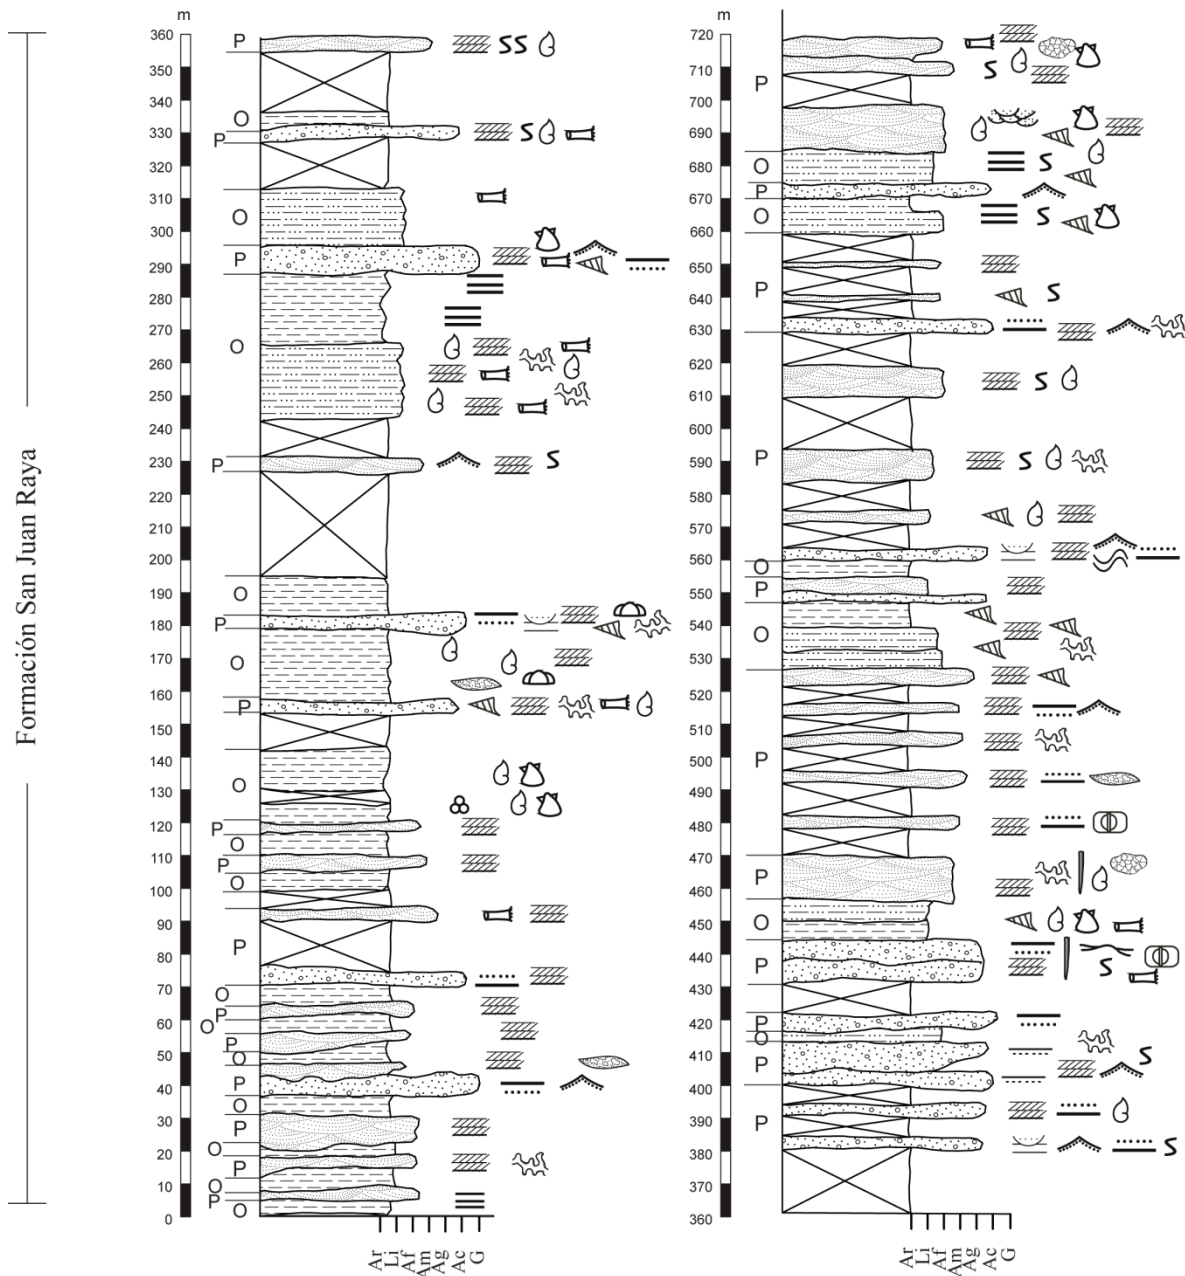 Formación San Juan Raya
m
360
350
340
330
320
310
300
290
280
270
260
250
240
230
220
210
200
190
180
170
160
150
140
130
120
110
100
90
80
70
60
50
40
30
20
10
0
P
O
P
O
P
O
P
O
P
O
P
O
P
O
P
O
P
O
P
O
P
O
P
O
P
O
P
O
P
O
Ar
Li
Af
Am
Ag
Ac
G
m
720
710
700
690
680
670
660
650
640
630
620
610
600
590
580
570
560
550
540
530
520
510
500
490
480
470
460
450
440
430
420
410
400
390
380
370
360
P
O
P
O
P
P
O
P
O
P
P
O
P
P
O
P
P
Ar
Li
Af
Am
Ag
Ac
G